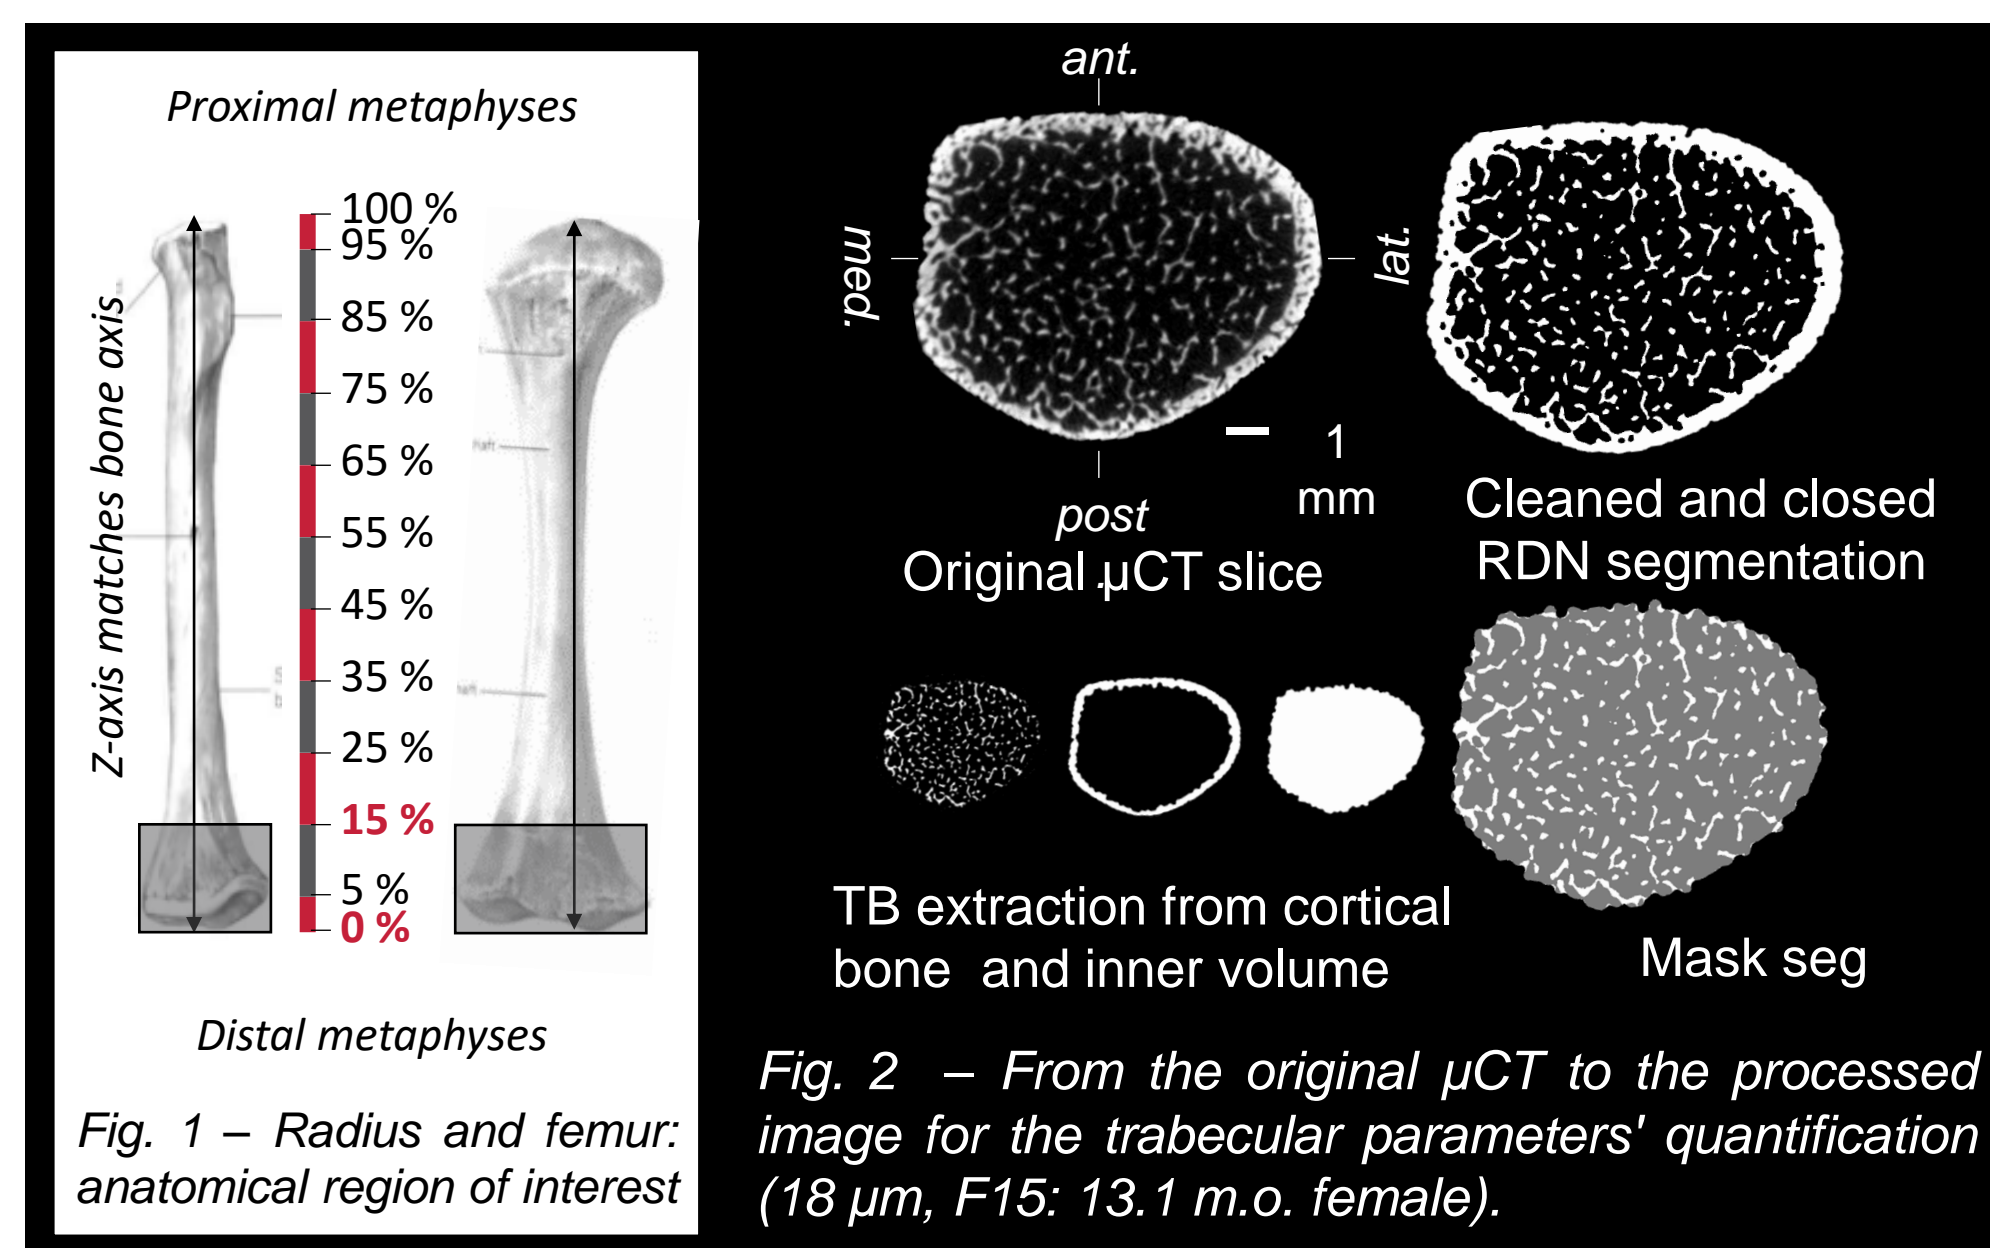 Proximal metaphyses
Z-axis matches bone axis
100 %
95 %
85 %
75 %
65 %
55 %
45 %
35 %
25 %
15 %
5 %
0 %
Distal metaphyses
Fig. 1 – Radius and femur:
anatomical region of interest
ant.
med.
lat.
post
.
1
mm
Original µCT slice
Cleaned and closed
RDN segmentation
TB extraction from cortical
bone and inner volume
Mask seg
Fig. 2 – From the original µCT to the processed
image for the trabecular parameters' quantification
(18 µm, F15: 13.1 m.o. female).